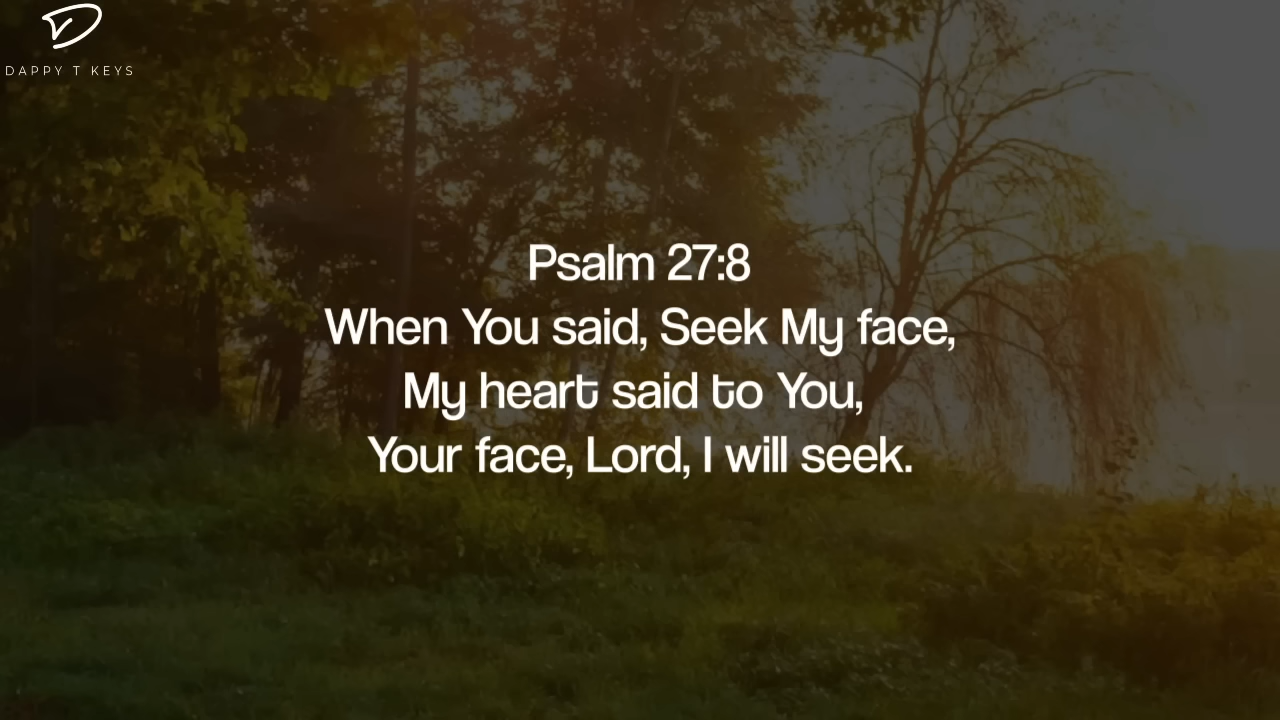 DAPPY T KEYS
Psalm 27:8
When You said, Seek My face,
My heart said to You,
Your face, Lord, I will seek.